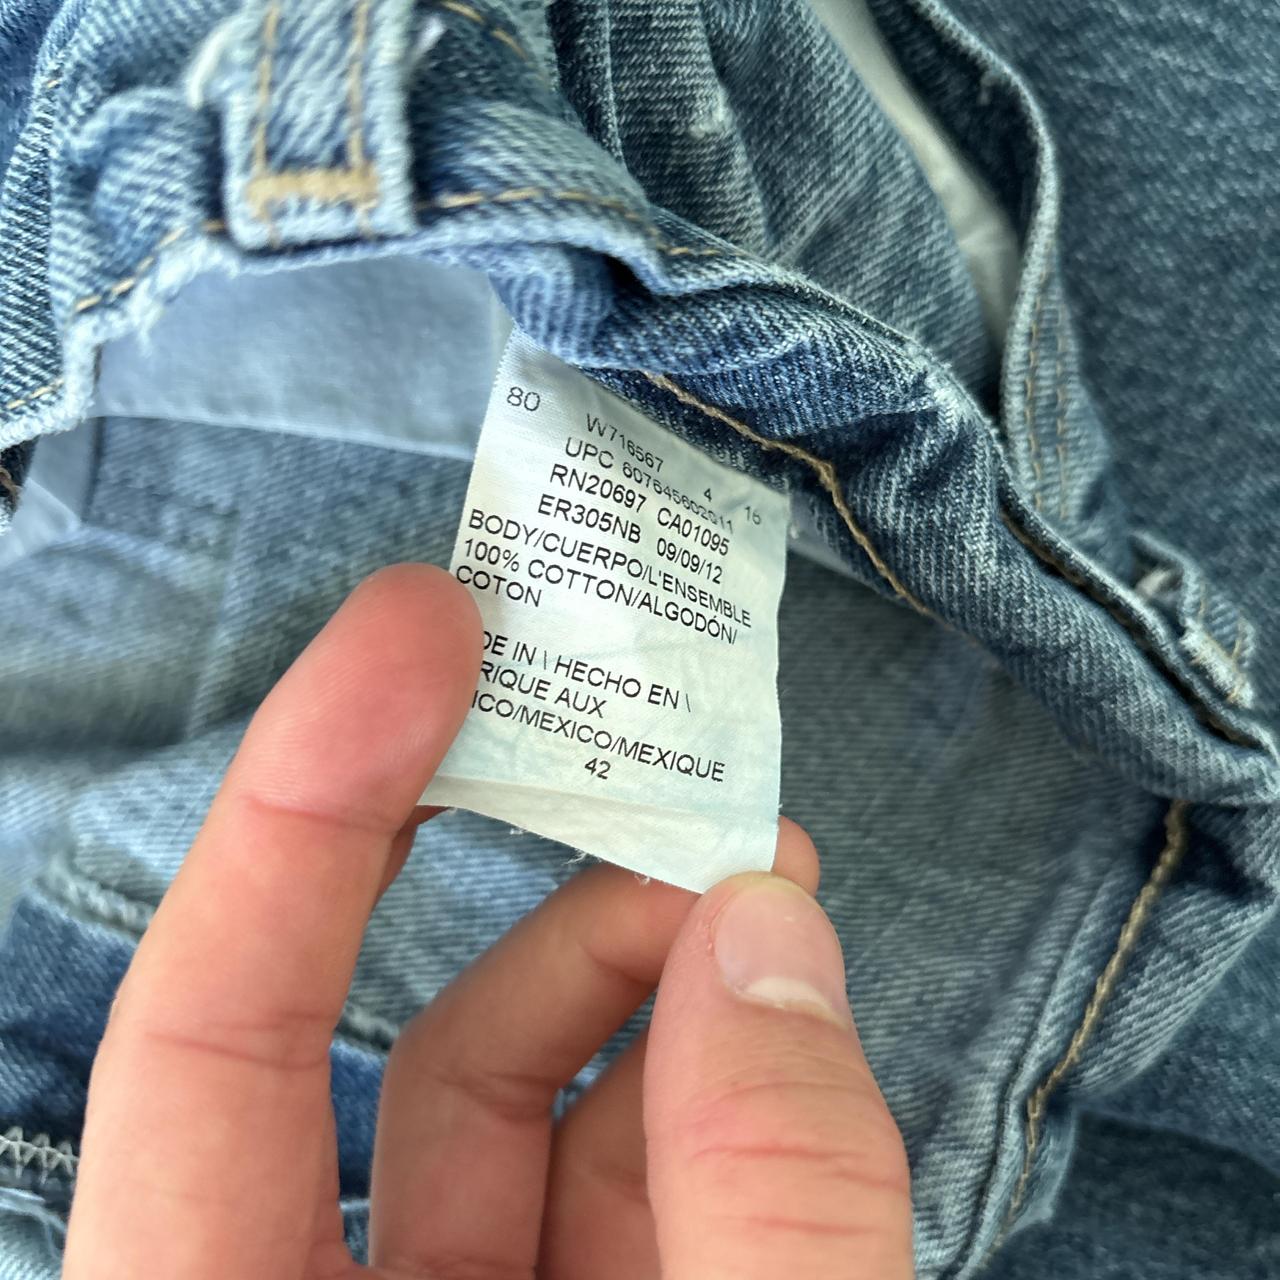 80 W716567 4 16
UPC 607645602011
RN20697 CA01095
ER305NB 09/09/12
BODY/CUERPO/L'ENSEMBLE
100% COTTON/ALGODÓN/
COTON
DE IN \ HECHO EN \
RIQUE AUX
ICO/MEXICO/MEXIQUE
42